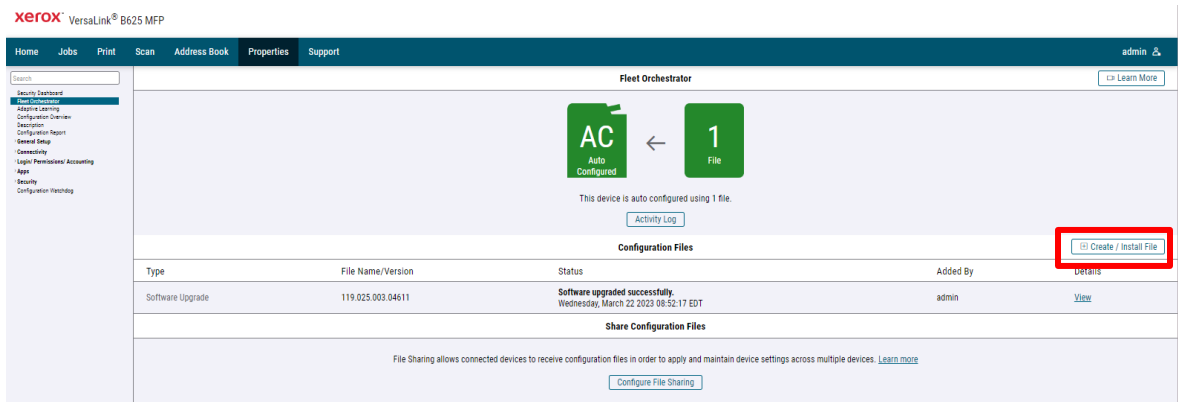 xerox™ VersaLink® B625 MFP
Home Jobs Print Scan Address Book Properties Support admin
Search
Fleet Orchestrator
Learn More
Security Dashboard
Fleet Orchestrator
Adaptive Learning
Configuration Overview
Description
Configuration Report
General Setup
Connectivity
Login/ Permissions/ Accounting
Apps
Security
Configuration Watchdog
AC
Auto
Configured
←
1
File
This device is auto configured using 1 file.
Activity Log
Configuration Files
Create / Install File
Type File Name/Version Status Added By Details
Software Upgrade 119.025.003.04611 Software upgraded successfully. admin View
Wednesday, March 22 2023 08:52:17 EDT
Share Configuration Files
File Sharing allows connected devices to receive configuration files in order to apply and maintain device settings across multiple devices. Learn more
Configure File Sharing